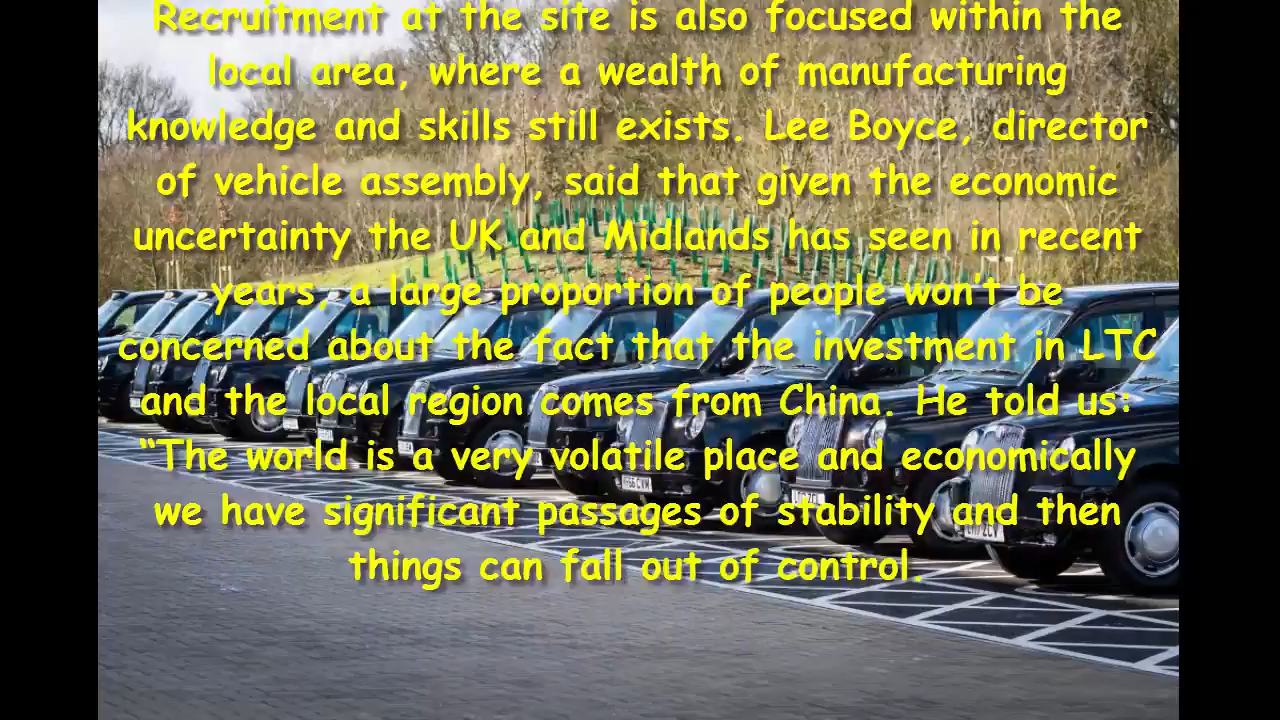 Recruitment at the site is also focused within the
local area, where a wealth of manufacturing
knowledge and skills still exists. Lee Boyce, director
of vehicle assembly, said that given the economic
uncertainty the UK and Midlands has seen in recent
years, a large proportion of people won't be
concerned about the fact that the investment in LTC
and the local region comes from China. He told us:
“The world is a very volatile place and economically
we have significant passages of stability and then
things can fall out of control.